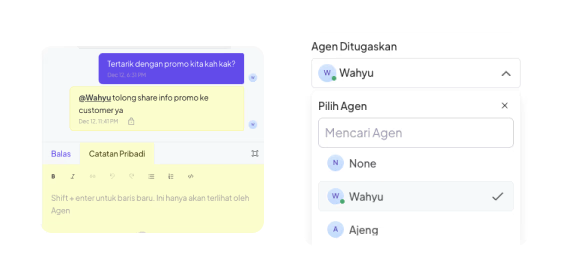 Tertarik dengan promo kita kah kak?
Dec 12, 4:31 PM
W
@Wahyu tolong share info promo ke
customer ya
Dec 12, 11:41 PM
W
Balas
Catatan Pribadi
B
I
Shift + enter untuk baris baru. Ini hanya akan terlihat oleh
Agen
Agen Ditugaskan
W
Wahyu
Pilih Agen
×
Mencari Agen
N
None
W
Wahyu
A
Ajeng